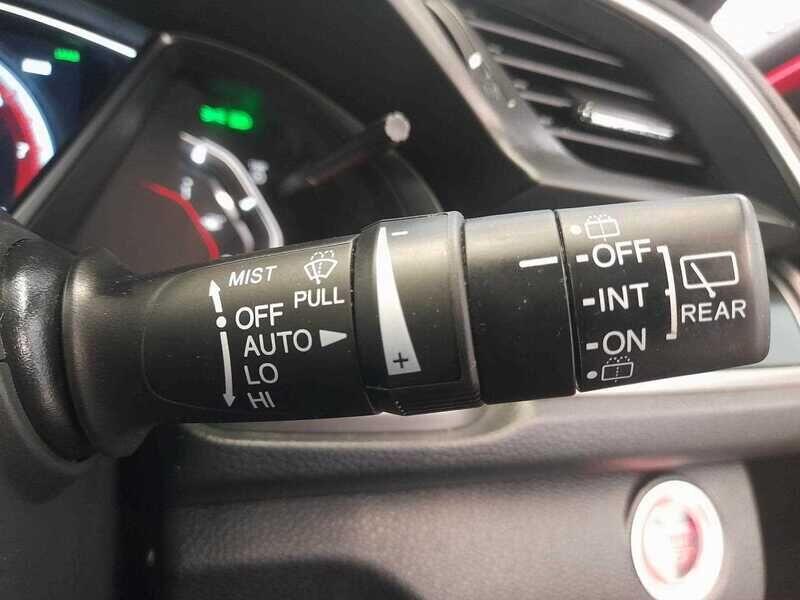 MIST
PULL
OFF
AUTO
LO
HI
-
+
OFF
INT
ON
REAR